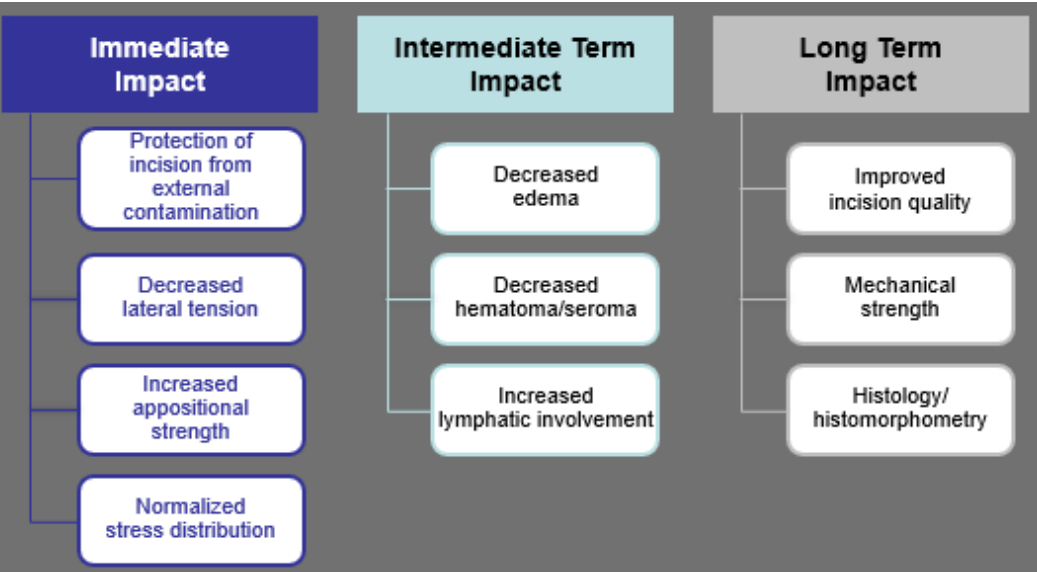 Immediate
Impact
Protection of
incision from
external
contamination
Decreased
lateral tension
Increased
appositional
strength
Normalized
stress distribution
Intermediate Term
Impact
Decreased
edema
Decreased
hematoma/seroma
Increased
lymphatic involvement
Long Term
Impact
Improved
incision quality
Mechanical
strength
Histology/
histomorphometry